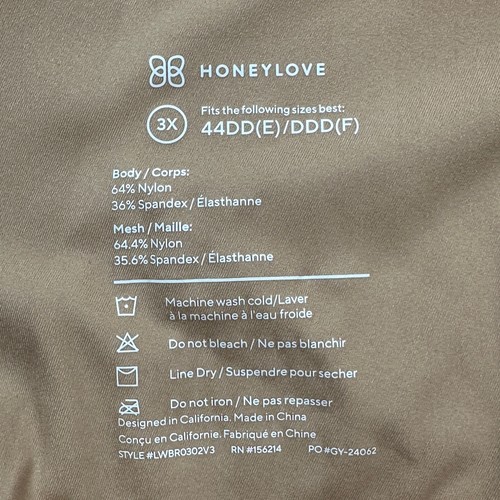 HONEYLOVE
3X
Fits the following sizes best:
44DD(E)/DDD(F)
Body / Corps:
64% Nylon
36% Spandex / Élasthanne
Mesh / Maille:
64.4% Nylon
35.6% Spandex / Élasthanne
Machine wash cold/Laver
à la machine à l'eau froide
Do not bleach / Ne pas blanchir
Line Dry / Suspendre pour secher
Do not iron / Ne pas repasser
Designed in California. Made in China
Conçu en Californie. Fabriqué en Chine
STYLE #LWBR0302V3 RN #156214 PO #GY-24062